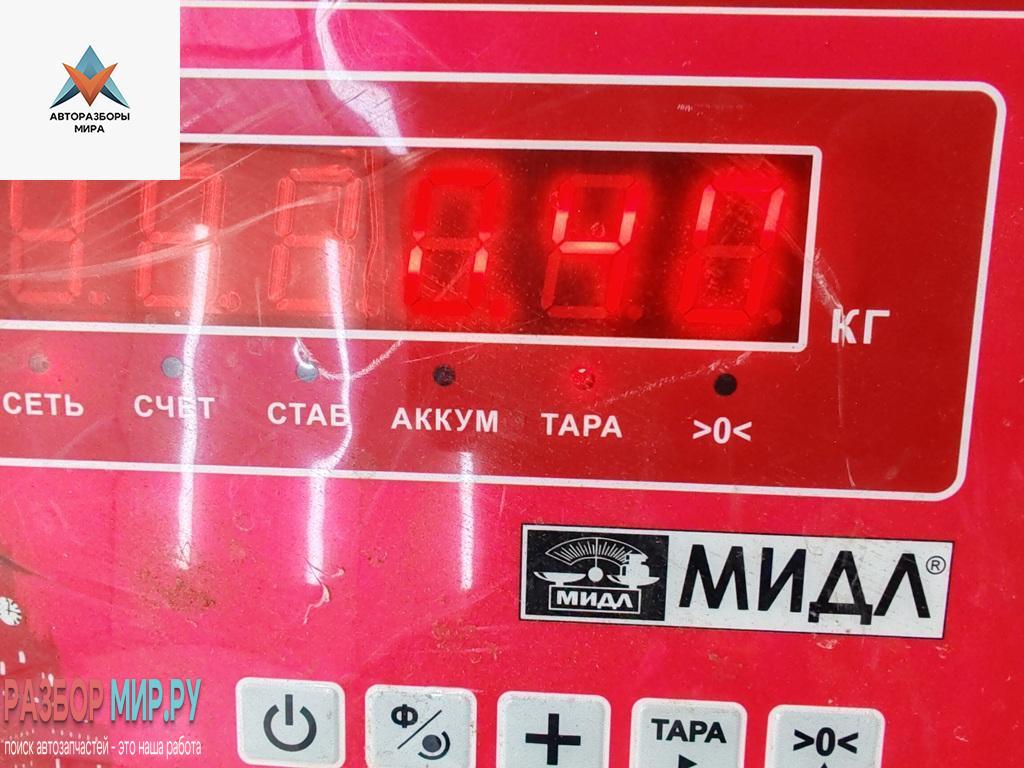 АВТОРАЗБОРЫ
МИРА
0.40
КГ
СЕТЬ
СЧЕТ
СТАБ
АККУМ
ТАРА
>0<
МИДЛ
МИДЛ®
РАЗБОР МИР.РУ
поиск автозапчастей - это наша работа
Ф/
+
ТАРА
>0<